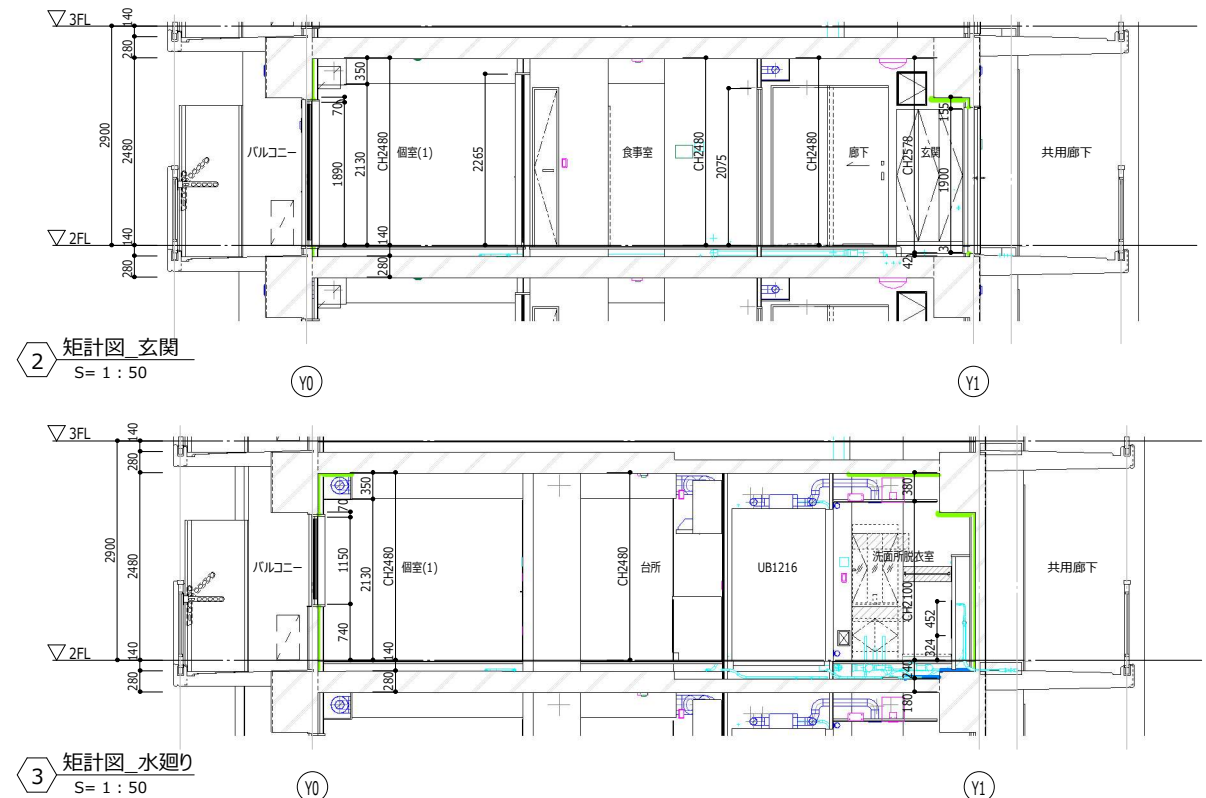 ▽3FL
140
280
2900
2480
▽2FL
140
280
バルコニー
70
1890
350
2130
CH2480
140
280
個室(1)
2265
食事室
CH2480
2075
CH2480
廊下
CH2578
42
玄関
155
1900
共用廊下
2 矩計図_玄関
S= 1 : 50
Y0
Y1
▽3FL
140
280
2900
2480
▽2FL
140
280
バルコニー
70
1150
740
350
2130
CH2480
140
280
個室(1)
CH2480
台所
UB1216
洗面所脱衣室
380
CH2100
240
180
452
324
共用廊下
3 矩計図_水廻り
S= 1 : 50
Y0
Y1